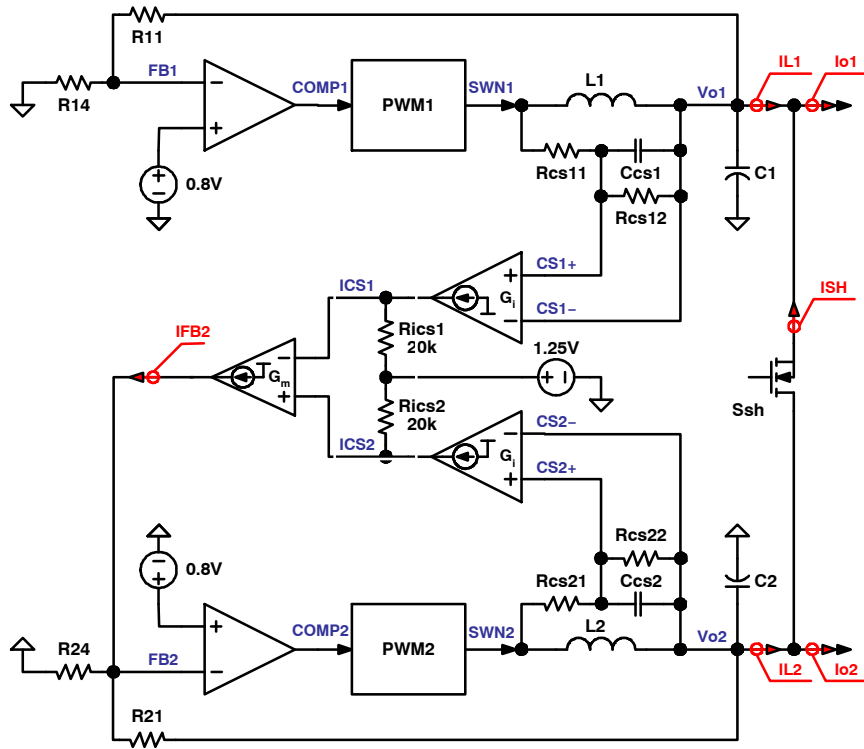 R11
IL1
Io1
FB1
COMP1
PWM1
SWN1
L1
Vo1
R14
−
+
0.8V
+
−
Rcs11
Ccs1
C1
Rcs12
CS1+
ICS1
+
Gi
CS1−
−
ISH
IFB2
Rics1
20k
1.25V
−
Gm
+
+ −
Rics2
20k
Ssh
CS2−
−
ICS2
Gi
CS2+
+
Rcs22
0.8V
−
+
Rcs21
Ccs2
C2
+
COMP2
PWM2
SWN2
L2
Vo2
R24
FB2
−
IL2
Io2
R21